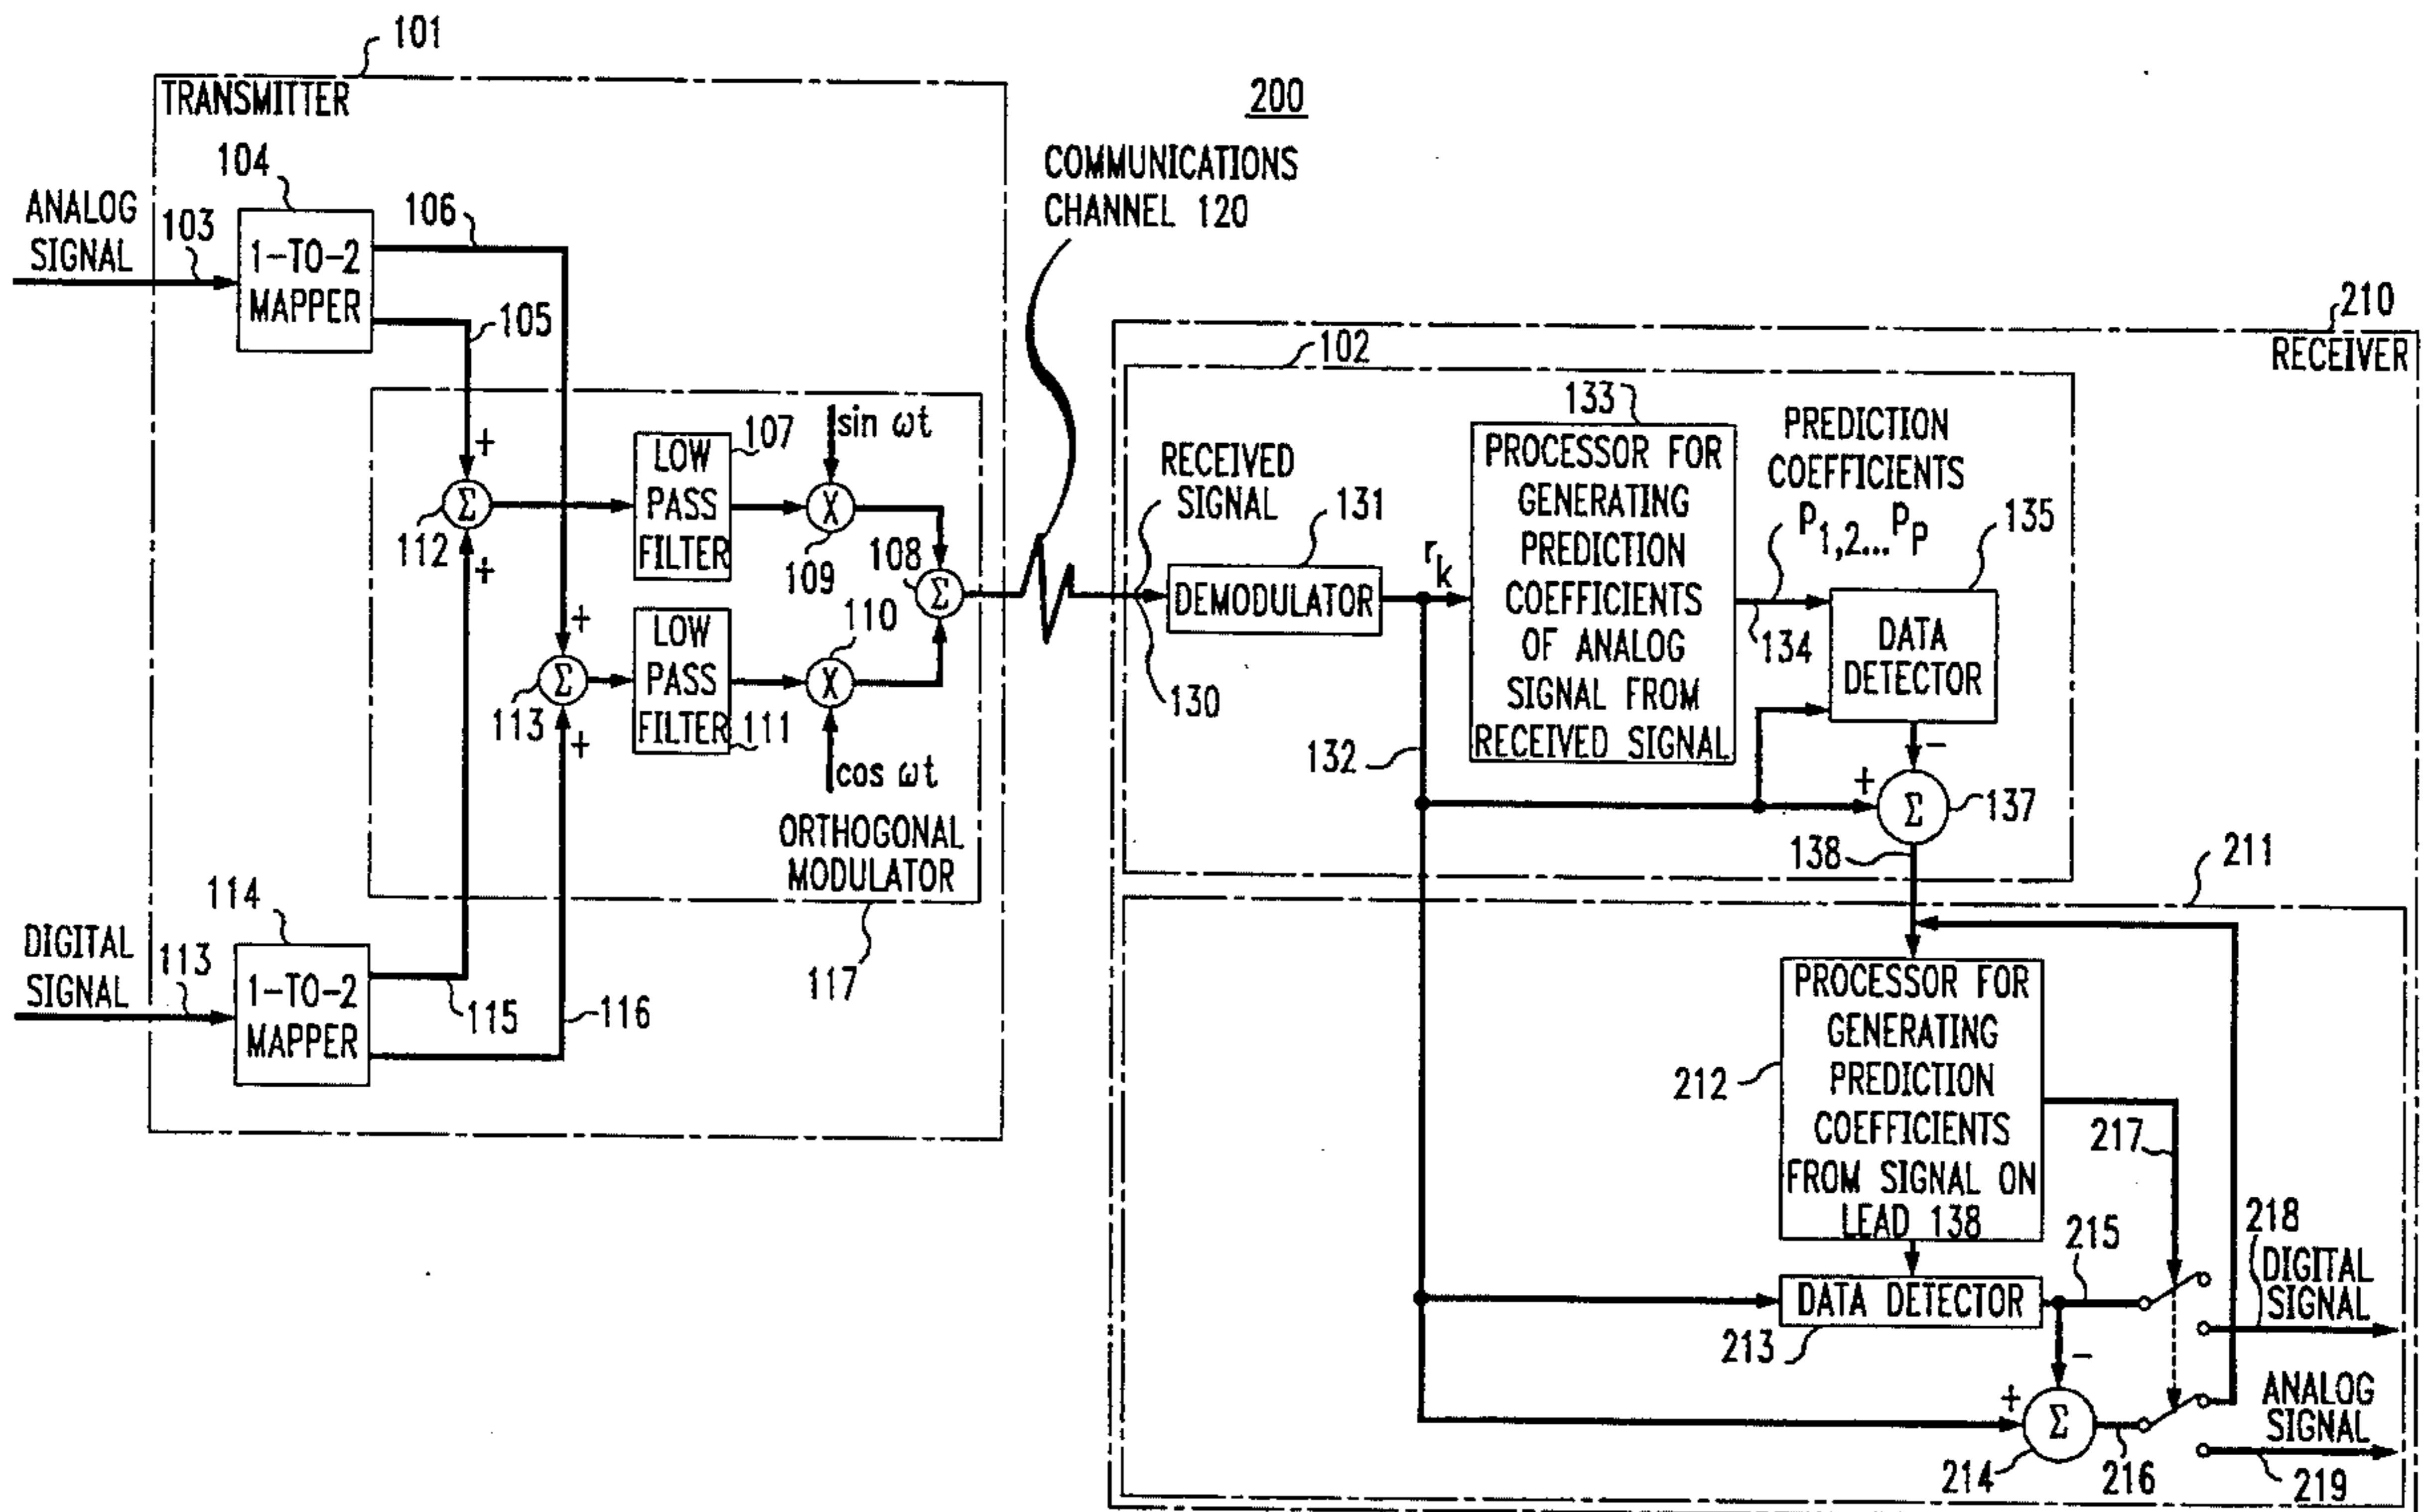 101
TRANSMITTER
200
104
ANALOG
SIGNAL
103
1-TO-2
MAPPER
106
105
COMMUNICATIONS
CHANNEL 120
+
+
112
Σ
107
LOW
PASS
FILTER
sin ωt
X
109
108
Σ
+
+
113
Σ
LOW
PASS
FILTER
111
110
X
cos ωt
ORTHOGONAL
MODULATOR
117
114
DIGITAL
SIGNAL
113
1-TO-2
MAPPER
115
116
210
RECEIVER
102
RECEIVED
SIGNAL
130
131
DEMODULATOR
r_k
132
133
PROCESSOR FOR
GENERATING
PREDICTION
COEFFICIENTS
OF ANALOG
SIGNAL FROM
RECEIVED SIGNAL
PREDICTION
COEFFICIENTS
P_1,2... P_P
134
135
DATA
DETECTOR
−
+
Σ
137
138
211
212
PROCESSOR FOR
GENERATING
PREDICTION
COEFFICIENTS
FROM SIGNAL ON
LEAD 138
217
DATA DETECTOR
213
215
218
DIGITAL
SIGNAL
−
+
Σ
214
216
ANALOG
SIGNAL
219